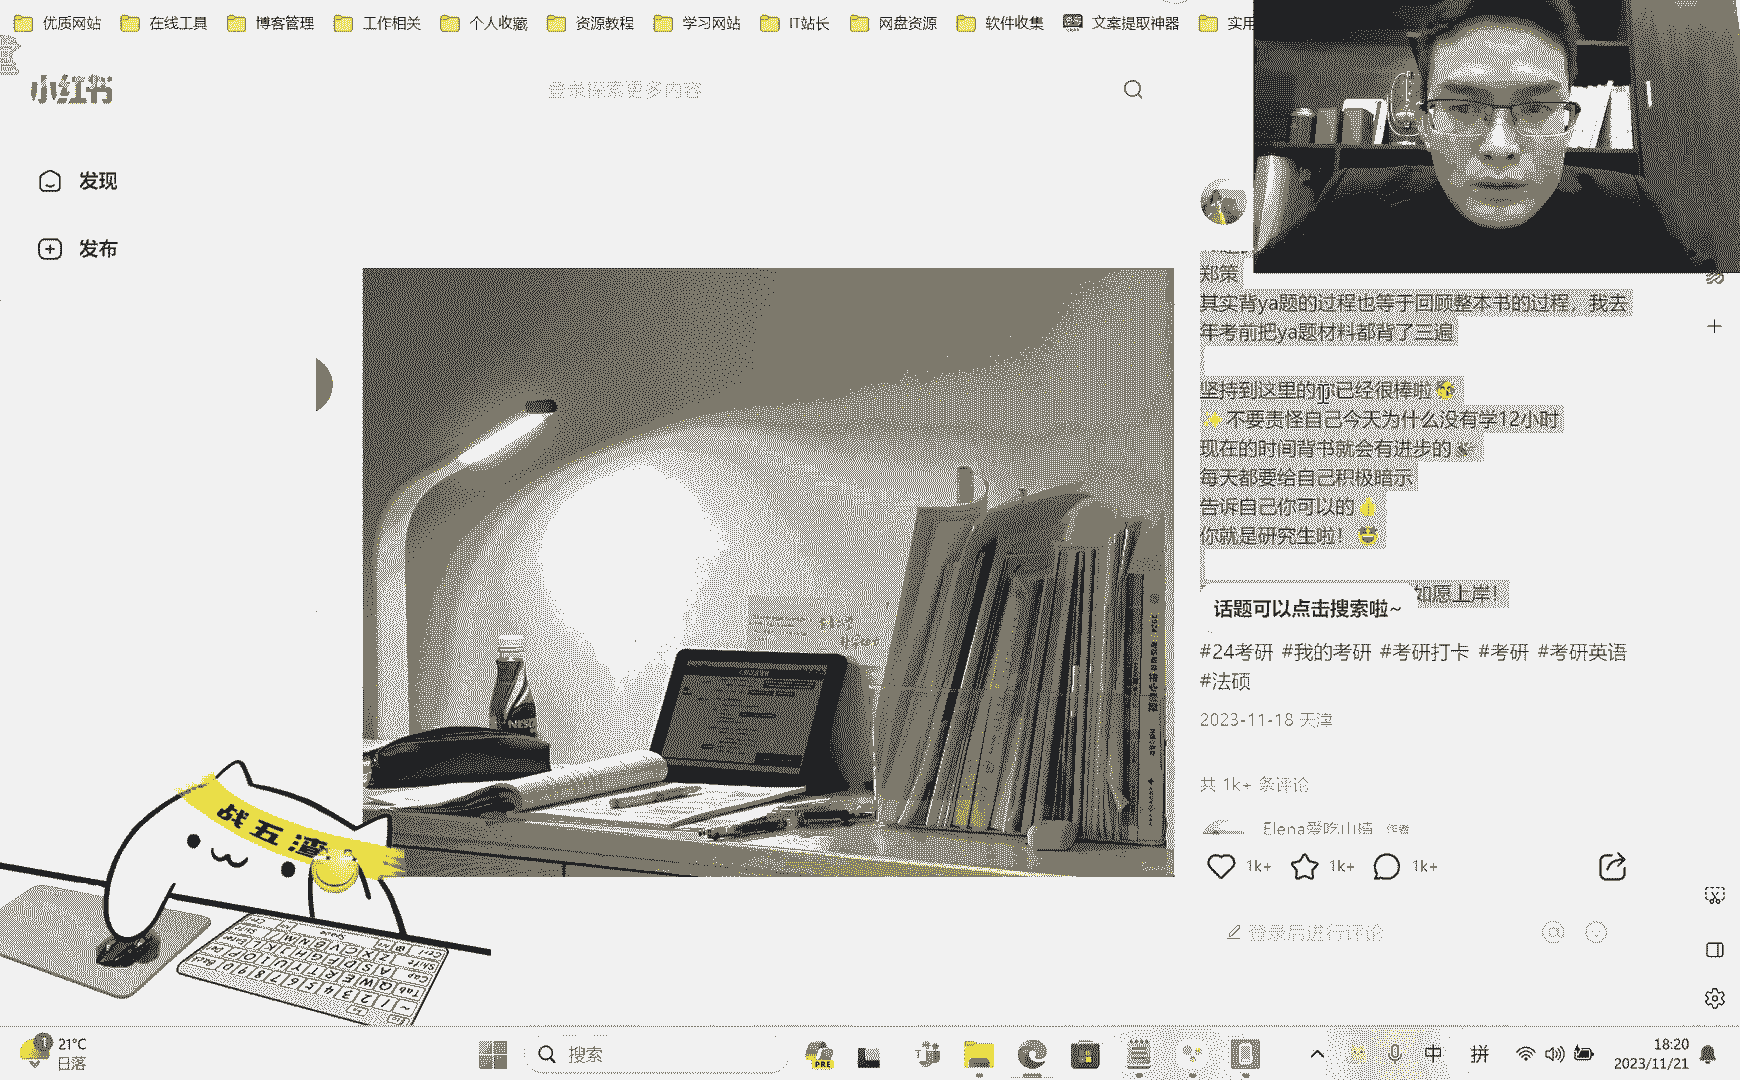 优质网站
在线工具
博客管理
工作相关
个人收藏
资源教程
学习网站
IT站长
网盘资源
软件收集
文案提取神器
实用
小红书
登录探索更多内容
发现
发布
郑策
其实背ya题的过程也等于回顾整本书的过程，我去
年考前把ya题材料都背了三遍
坚持到这里的你已经很棒啦
不要责怪自己今天为什么没有学12小时
现在的时间背书就会有进步的
每天都要给自己积极暗示
告诉自己你可以的
你就是研究生啦！
如愿上岸！
话题可以点击搜索啦~
#24考研 #我的考研 #考研打卡 #考研 #考研英语
#法硕
2023-11-18 天津
共 1k+ 条评论
作者
1k+ 1k+ 1k+
登录后进行评论
战五渣
21°C
日落
搜索
PRE
中
拼
18:20
2023/11/21